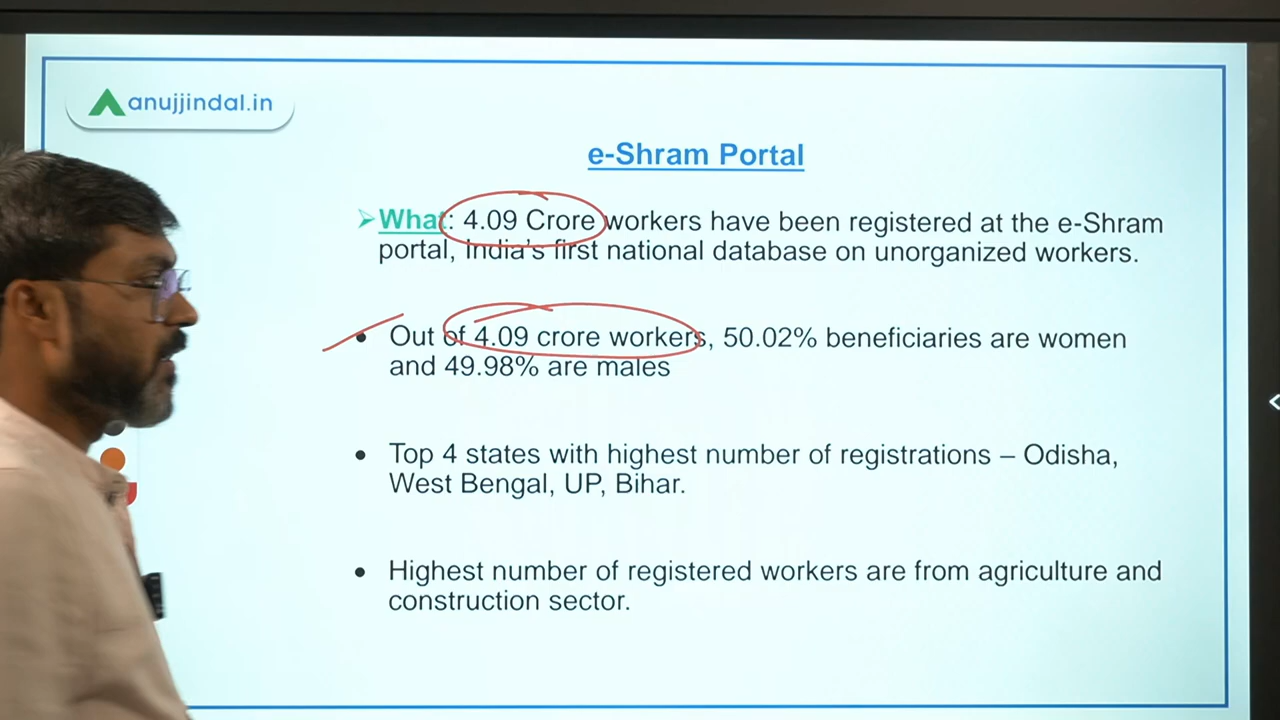 anujjindal.in
e-Shram Portal
➢What: 4.09 Crore workers have been registered at the e-Shram
portal, India's first national database on unorganized workers.
• Out of 4.09 crore workers, 50.02% beneficiaries are women
and 49.98% are males
• Top 4 states with highest number of registrations – Odisha,
West Bengal, UP, Bihar.
• Highest number of registered workers are from agriculture and
construction sector.